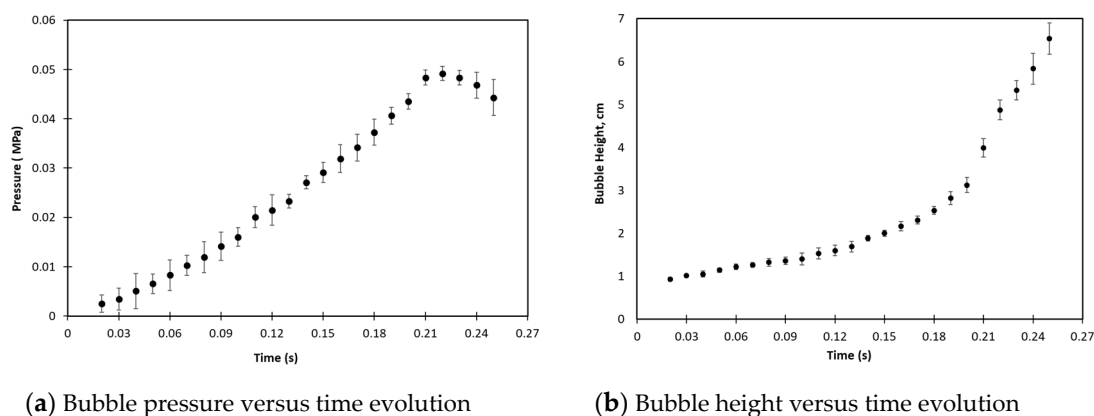 0.06
0.05
0.04
0.03
0.02
0.01
0
Pressure ( MPa)
0 0.03 0.06 0.09 0.12 0.15 0.18 0.21 0.24 0.27
Time (s)
(a) Bubble pressure versus time evolution
7
6
5
4
3
2
1
0
Bubble Height, cm
0 0.03 0.06 0.09 0.12 0.15 0.18 0.21 0.24 0.27
Time (s)
(b) Bubble height versus time evolution